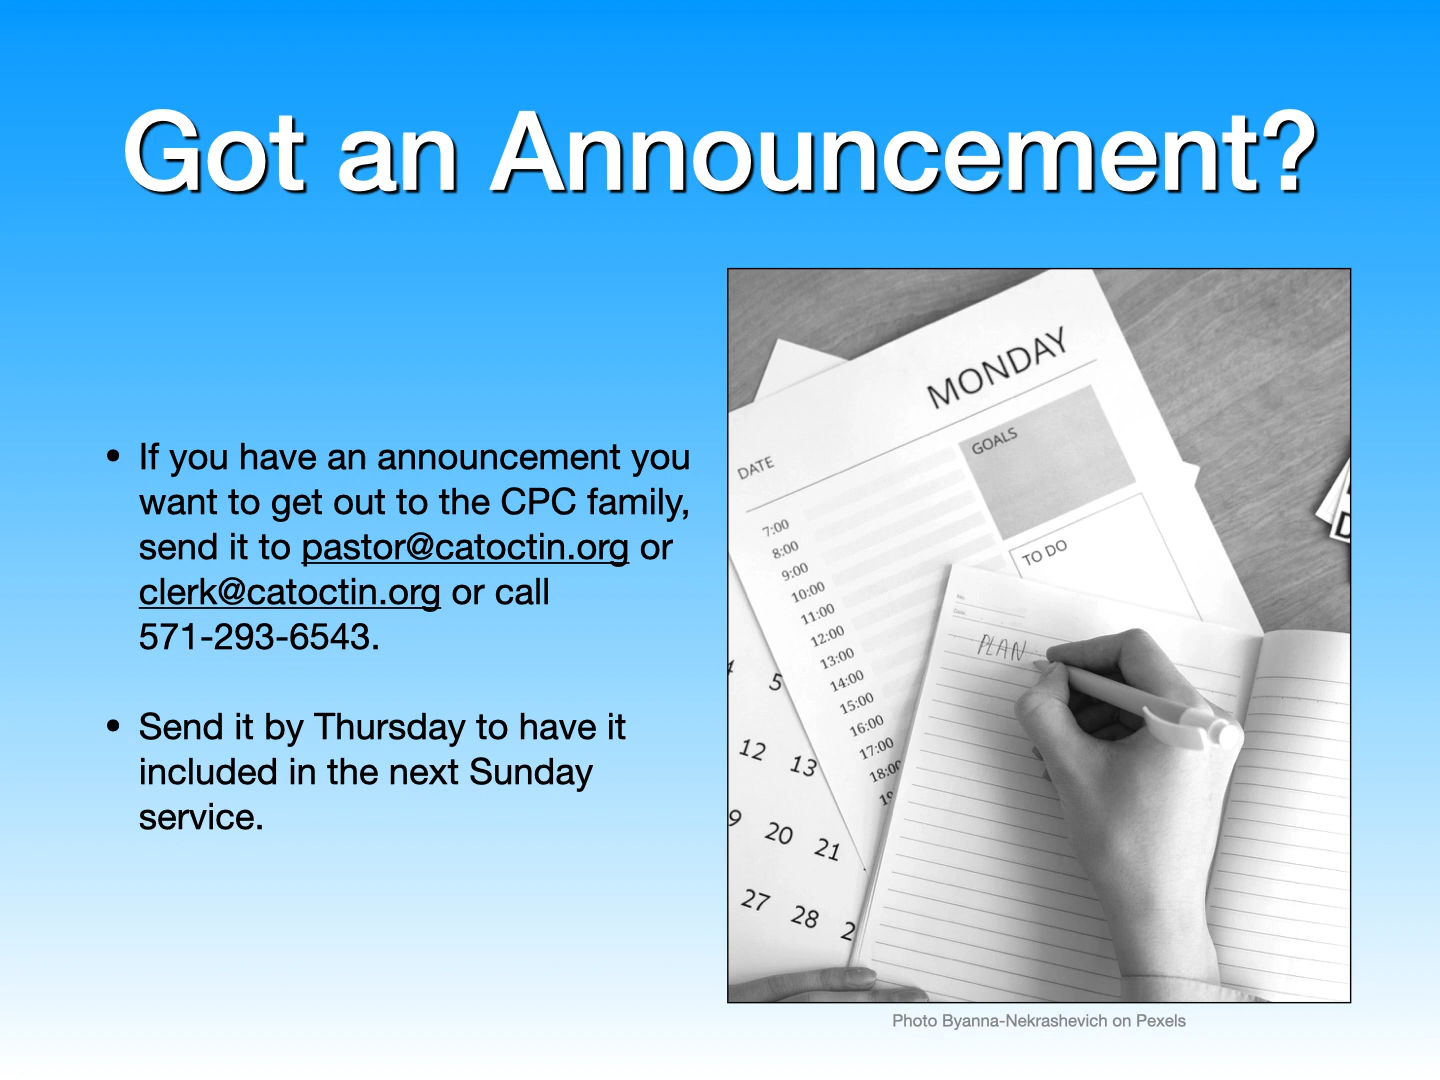 Got an Announcement?
• If you have an announcement you
want to get out to the CPC family,
send it to pastor@catoctin.org or
clerk@catoctin.org or call
571-293-6543.
• Send it by Thursday to have it
included in the next Sunday
service.
MONDAY
DATE
GOALS
7:00
8:00
9:00
10:00
11:00
12:00
13:00
14:00
15:00
16:00
17:00
18:00
TO DO
No.
Date.
PLAN
5
12 13
20 21
27 28
Photo Byanna-Nekrashevich on Pexels